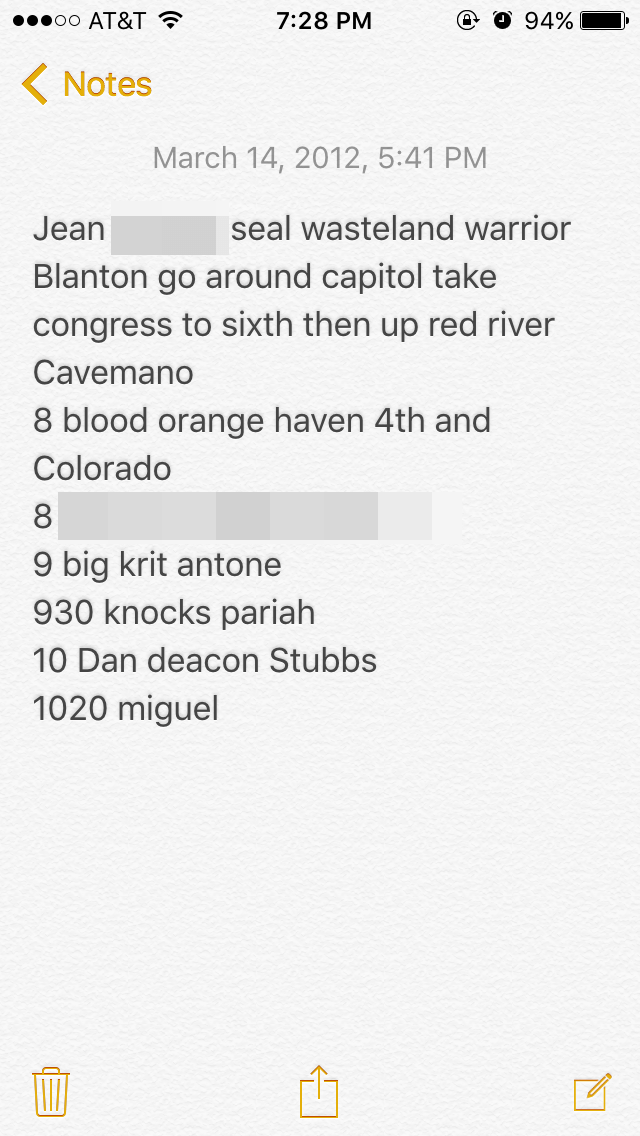 AT&T 7:28 PM 94%
Notes
March 14, 2012, 5:41 PM
Jean seal wasteland warrior
Blanton go around capitol take
congress to sixth then up red river
Cavemano
8 blood orange haven 4th and
Colorado
8
9 big krit antone
930 knocks pariah
10 Dan deacon Stubbs
1020 miguel